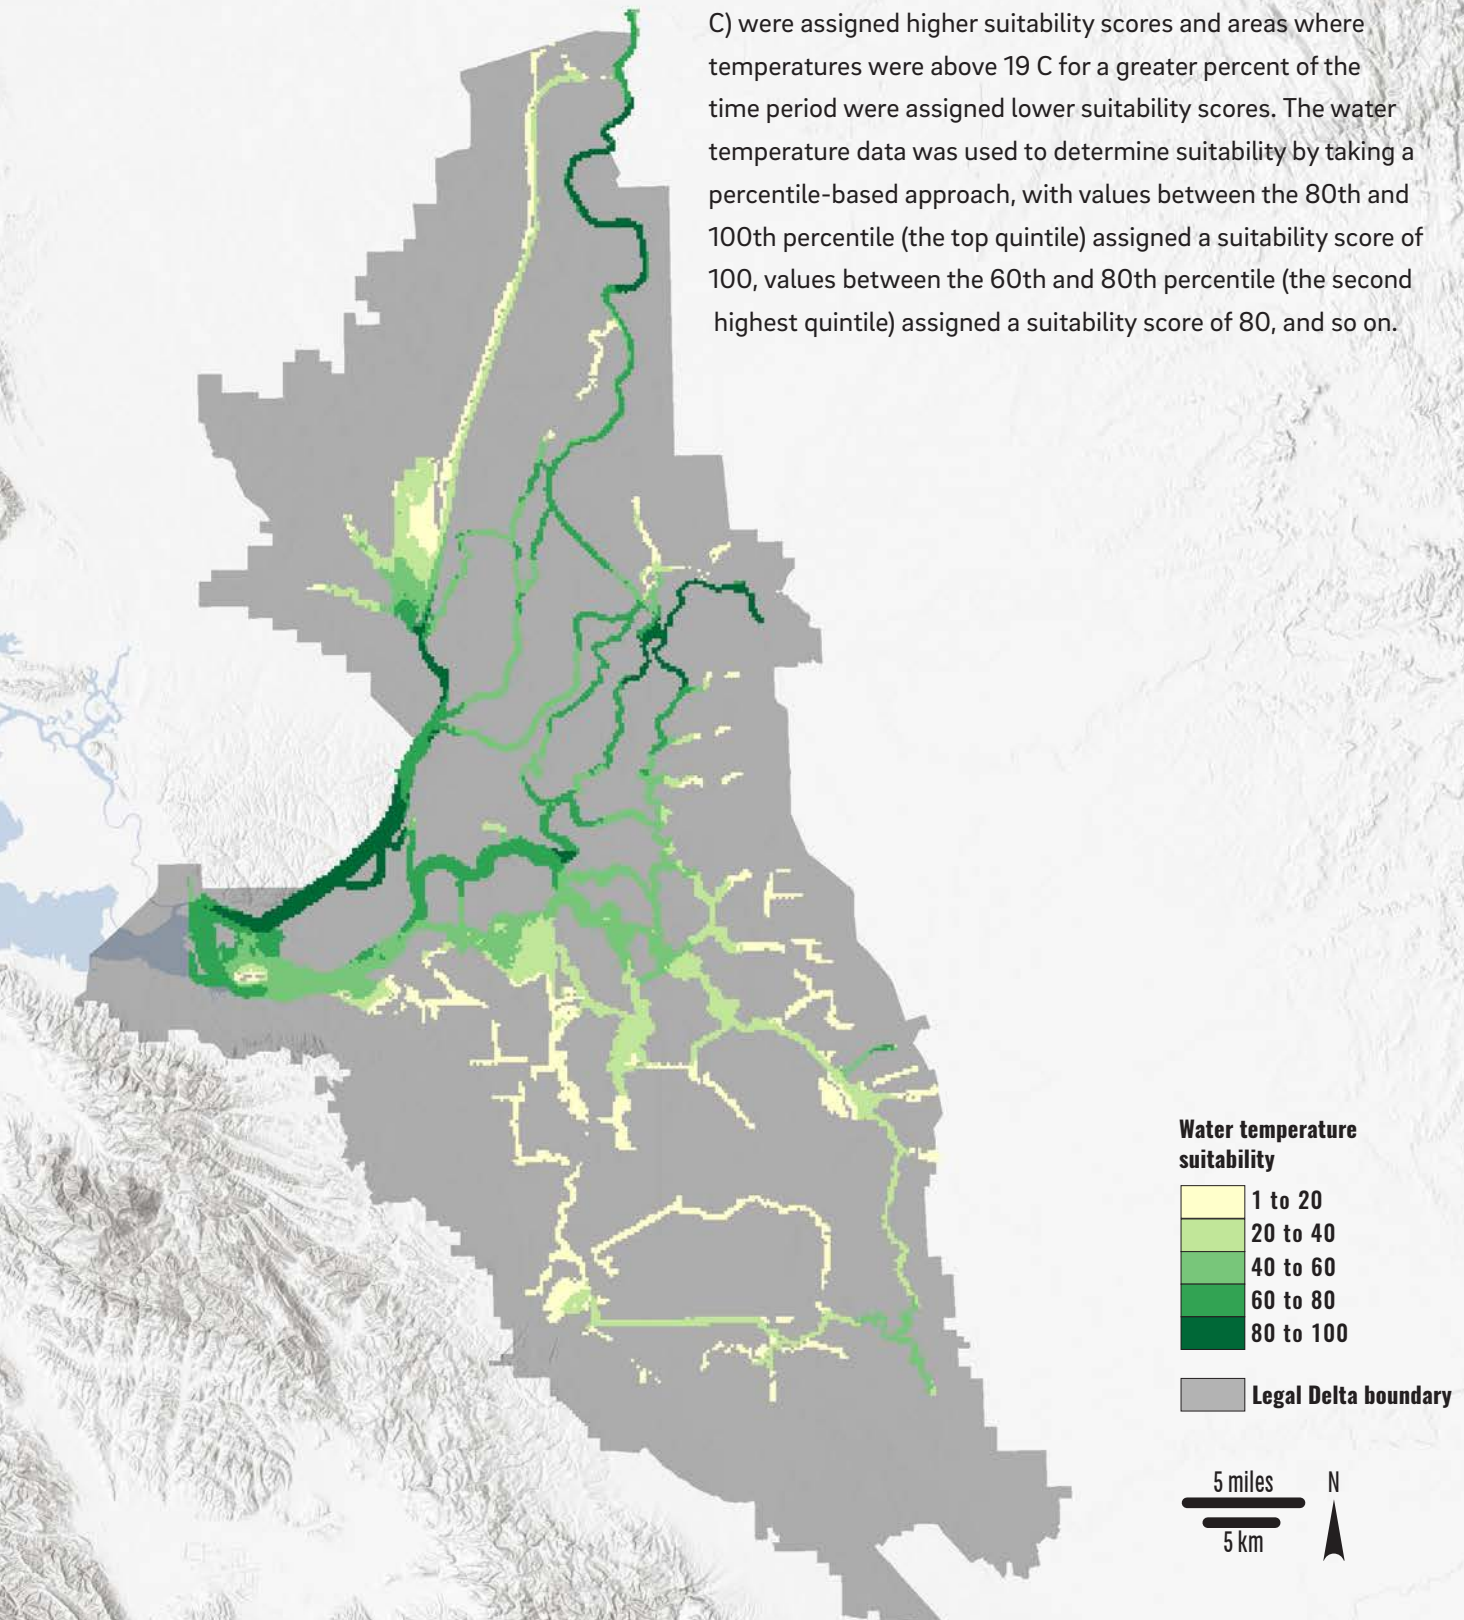 C) were assigned higher suitability scores and areas where
temperatures were above 19 C for a greater percent of the
time period were assigned lower suitability scores. The water
temperature data was used to determine suitability by taking a
percentile-based approach, with values between the 80th and
100th percentile (the top quintile) assigned a suitability score of
100, values between the 60th and 80th percentile (the second
highest quintile) assigned a suitability score of 80, and so on.
Water temperature
suitability
1 to 20
20 to 40
40 to 60
60 to 80
80 to 100
Legal Delta boundary
5 miles
N
5 km